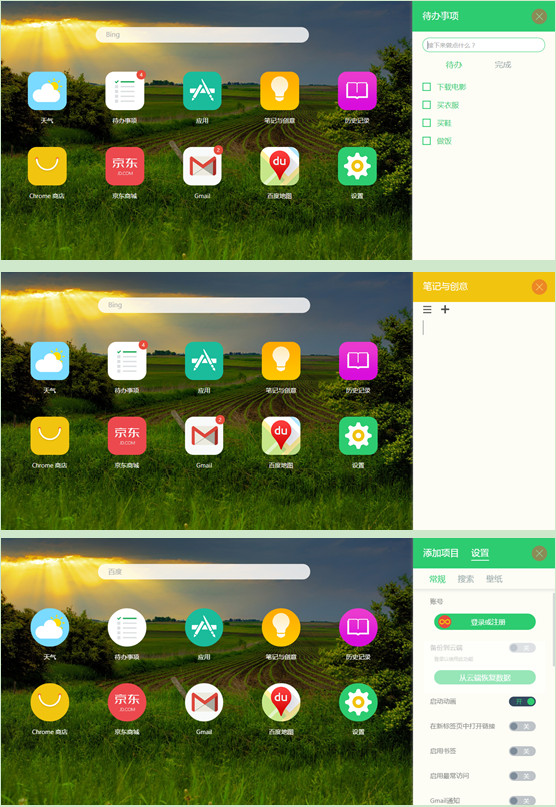 Bing
4
天气
待办事项
应用
笔记与创意
历史记录
京东
JD.COM
2
du
Chrome 商店
京东商城
Gmail
百度地图
设置
待办事项
接下来做点什么？
待办 完成
下载电影
买衣服
买鞋
做饭
Bing
4
天气
待办事项
应用
笔记与创意
历史记录
京东
JD.COM
2
du
Chrome 商店
京东商城
Gmail
百度地图
设置
笔记与创意
百度
天气
待办事项
应用
笔记与创意
历史记录
京东
JD.COM
du
Chrome 商店
京东商城
Gmail
百度地图
设置
添加项目 设置
常规 搜索 壁纸
账号
登录或注册
备份到云端 关
从云端恢复数据
启动动画 开
在新标签页中打开链接 关
启用书签 关
启用最常访问 关
Gmail通知 关